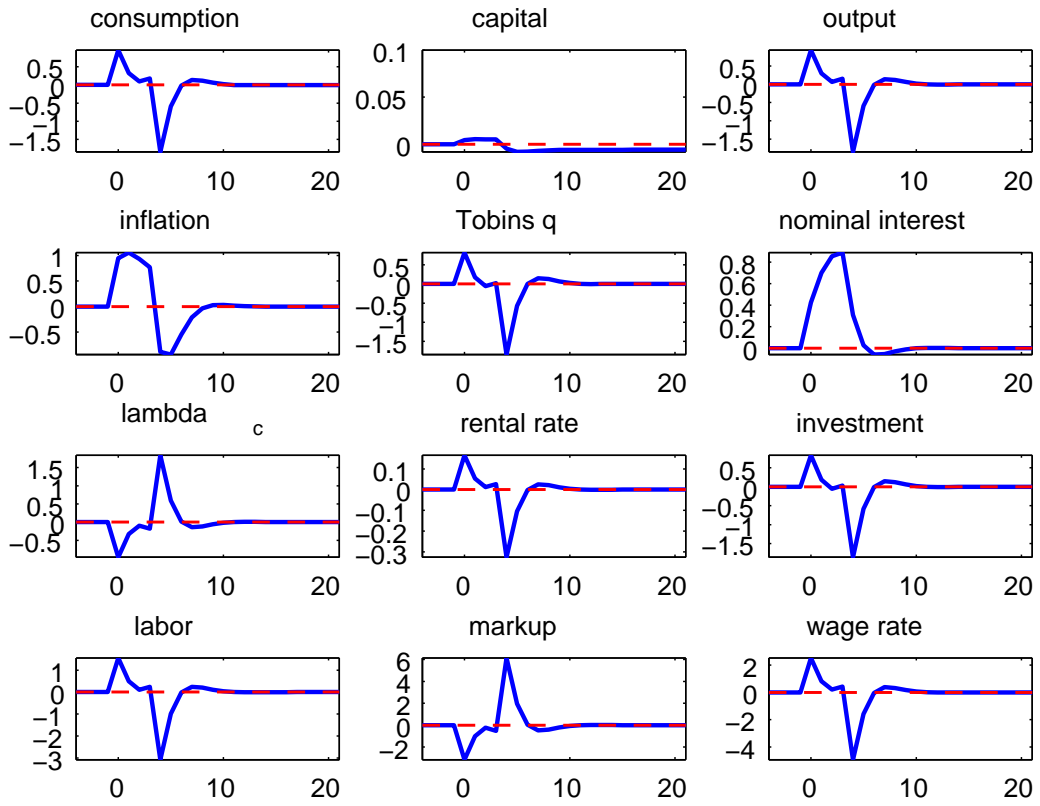 consumption
0.5
0
−0.5
−1
−1.5
0 10 20
capital
0.1
0.05
0
0 10 20
output
0.5
0
−0.5
−1
−1.5
0 10 20
inflation
1
0.5
0
−0.5
0 10 20
Tobins q
0.5
0
−0.5
−1
−1.5
0 10 20
nominal interest
0.8
0.6
0.4
0.2
0
0 10 20
lambda c
1.5
1
0.5
0
−0.5
0 10 20
rental rate
0.1
0
−0.1
−0.2
−0.3
0 10 20
investment
0.5
0
−0.5
−1
−1.5
0 10 20
labor
1
0
−1
−2
−3
0 10 20
markup
6
4
2
0
−2
0 10 20
wage rate
2
0
−2
−4
0 10 20